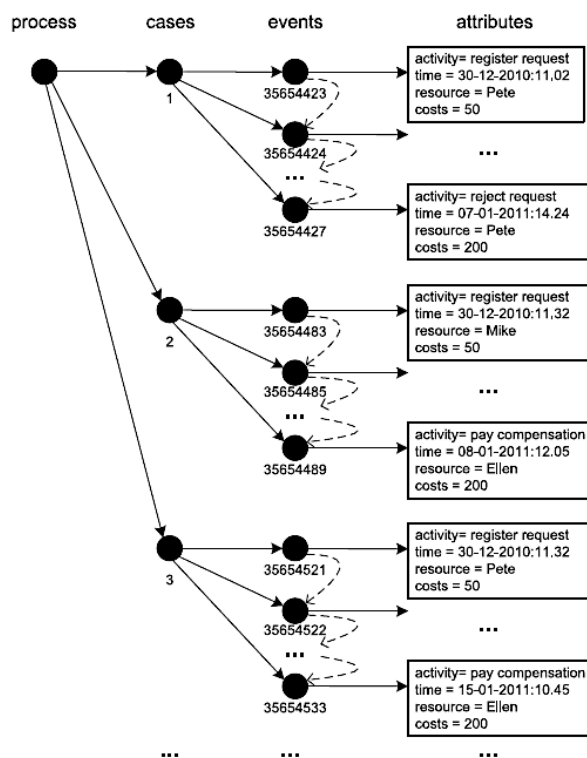 process cases events attributes
activity= register request
time = 30-12-2010:11,02
resource = Pete
costs = 50
1
35654423
35654424
...
...
activity= reject request
time = 07-01-2011:14.24
resource = Pete
costs = 200
35654427
activity= register request
time = 30-12-2010:11,32
resource = Mike
costs = 50
2
35654483
35654485
...
...
activity= pay compensation
time = 08-01-2011:12.05
resource = Ellen
costs = 200
35654489
activity= register request
time = 30-12-2010:11,32
resource = Pete
costs = 50
3
35654521
35654522
...
...
activity= pay compensation
time = 15-01-2011:10.45
resource = Ellen
costs = 200
35654533
... ... ...